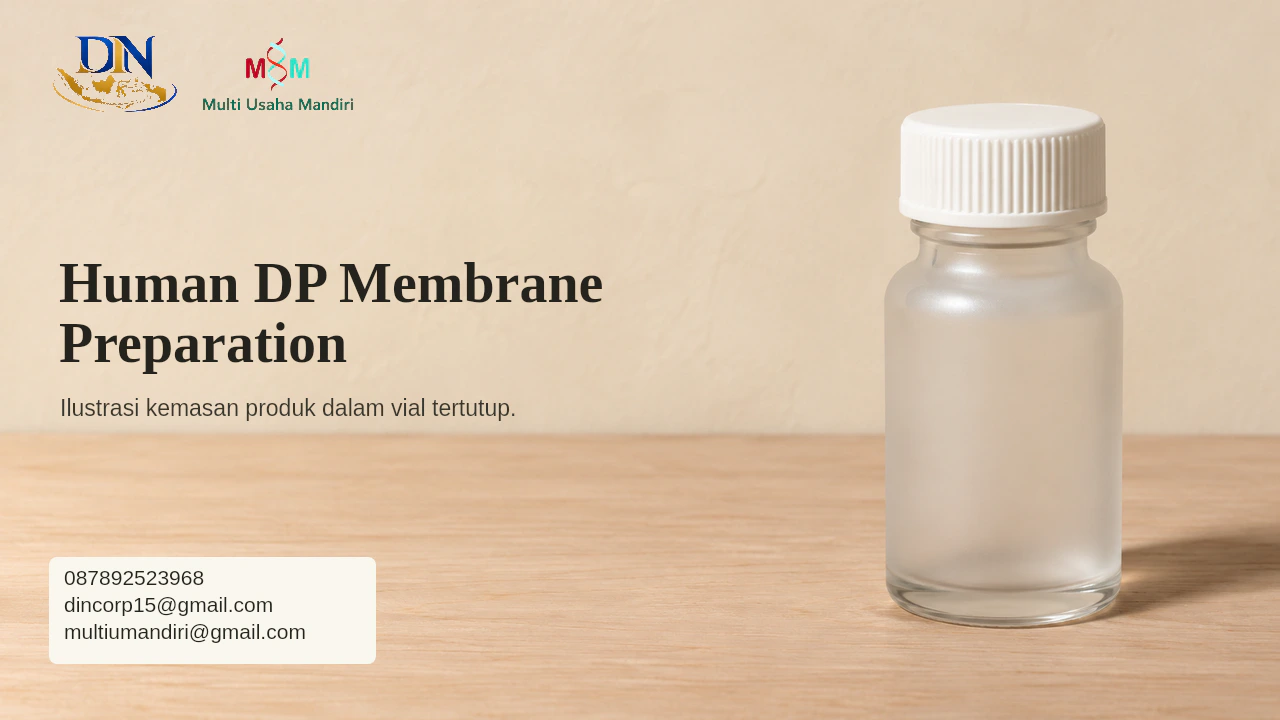 DIN
MSM
Multi Usaha Mandiri
Human DP Membrane
Preparation
Ilustrasi kemasan produk dalam vial tertutup.
087892523968
dincorp15@gmail.com
multiumandiri@gmail.com